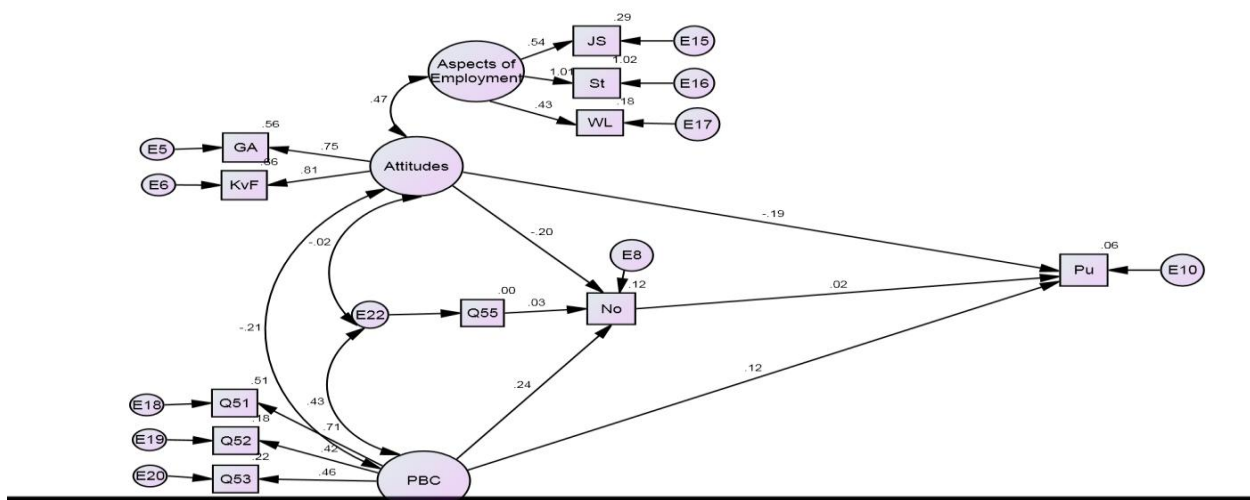 .29
.54
JS
E15
1.02
Aspects of
Employment
1.01
St
E16
.18
.43
WL
E17
.47
.56
E5
GA
.75
.66
Attitudes
E6
KvF
.81
-.19
-.02
-.20
.06
E8
Pu
E10
.12
.00
.02
E22
Q55
.03
No
-.21
.24
.12
.51
.43
E18
Q51
.18
.71
E19
Q52
.42
.22
E20
Q53
.46
PBC